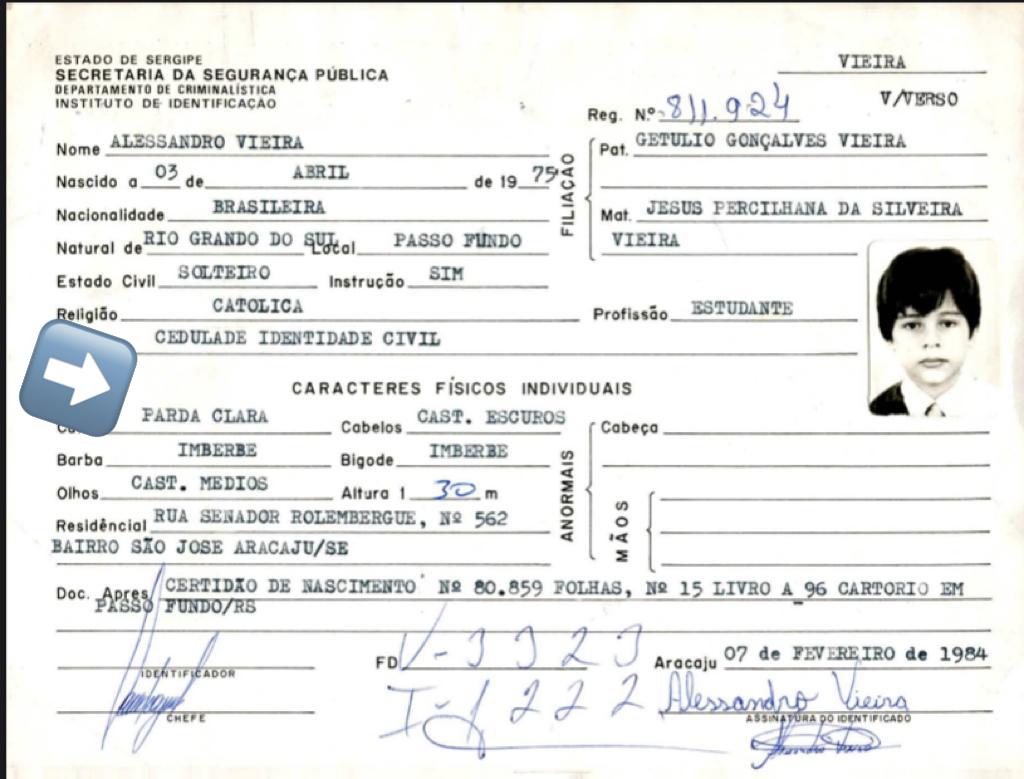 ESTADO DE SERGIPE
SECRETARIA DA SEGURANÇA PÚBLICA
DEPARTAMENTO DE CRIMINALÍSTICA
INSTITUTO DE IDENTIFICAÇÃO
VIEIRA
V/VERSO
Reg. N.º 811.924
Nome ALESSANDRO VIEIRA
Nascido a 03 de ABRIL de 1975
Nacionalidade BRASILEIRA
Natural de RIO GRANDO DO SUL Local PASSO FUNDO
Estado Civil SOLTEIRO Instrução SIM
Religião CATOLICA
FILIAÇÃO
Pat. GETULIO GONÇALVES VIEIRA
Mat. JESUS PERCILHANA DA SILVEIRA
VIEIRA
Profissão ESTUDANTE
CEDULADE IDENTIDADE CIVIL
CARACTERES FÍSICOS INDIVIDUAIS
PARDA CLARA Cabelos CAST. ESCUROS
Barba IMBERBE Bigode IMBERBE
Olhos CAST. MEDIOS Altura 1 30 m
Residêncial RUA SENADOR ROLEMBERGUE, Nº 562
BAIRRO SÃO JOSE ARACAJU/SE
ANORMAIS
Cabeça
MÃOS
Doc. Apres. CERTIDÃO DE NASCIMENTO Nº 80.859 FOLHAS, Nº 15 LIVRO A 96 CARTORIO EM
PASSO FUNDO/RS
FD V-3323
I-1222
Aracaju 07 de FEVEREIRO de 1984
IDENTIFICADOR
CHEFE
Alessandro Vieira
ASSINATURA DO IDENTIFICADO